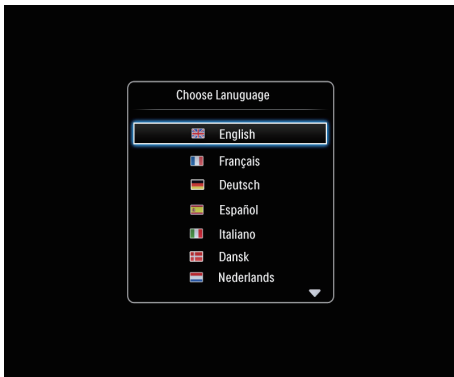 Choose Lanuguage
English
Français
Deutsch
Español
Italiano
Dansk
Nederlands